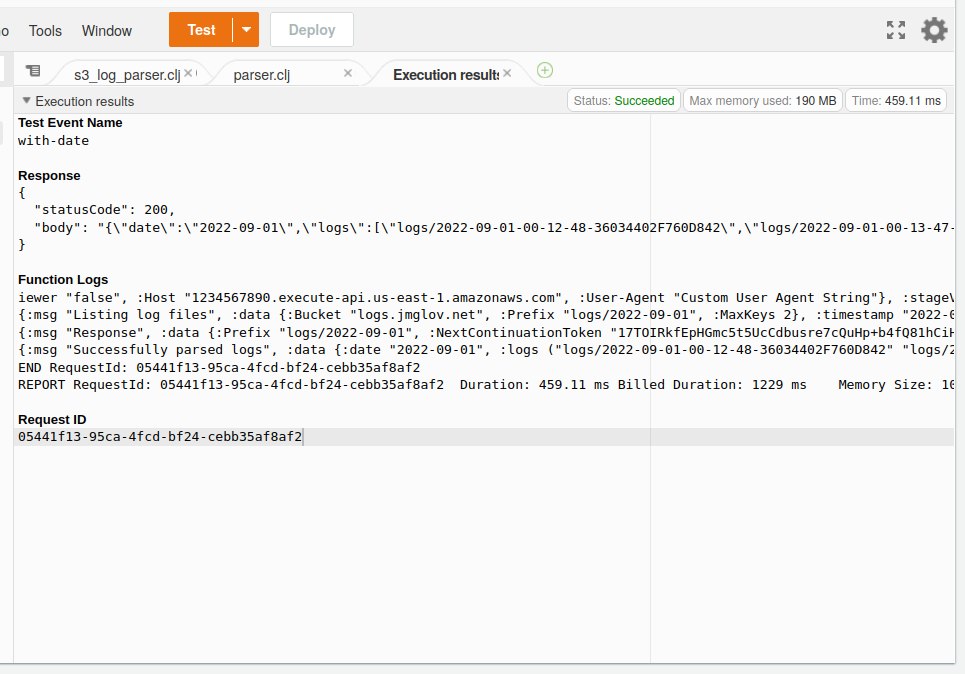 o Tools Window Test Deploy
s3_log_parser.clj parser.clj Execution results
Execution results Status: Succeeded Max memory used: 190 MB Time: 459.11 ms
Test Event Name
with-date
Response
{
"statusCode": 200,
"body": "{\"date\":\"2022-09-01\",\"logs\":[\"logs/2022-09-01-00-12-48-36034402F760D842\",\"logs/2022-09-01-00-13-47-
}
Function Logs
iewer "false", :Host "1234567890.execute-api.us-east-1.amazonaws.com", :User-Agent "Custom User Agent String"}, :stageV
{:msg "Listing log files", :data {:Bucket "logs.jmglov.net", :Prefix "logs/2022-09-01", :MaxKeys 2}, :timestamp "2022-0
{:msg "Response", :data {:Prefix "logs/2022-09-01", :NextContinuationToken "17TOIRkfEpHGmc5t5UcCdbusre7cQuHp+b4fQ81hCiH
{:msg "Successfully parsed logs", :data {:date "2022-09-01", :logs ("logs/2022-09-01-00-12-48-36034402F760D842" "logs/2
END RequestId: 05441f13-95ca-4fcd-bf24-cebb35af8af2
REPORT RequestId: 05441f13-95ca-4fcd-bf24-cebb35af8af2 Duration: 459.11 ms Billed Duration: 1229 ms Memory Size: 10
Request ID
05441f13-95ca-4fcd-bf24-cebb35af8af2